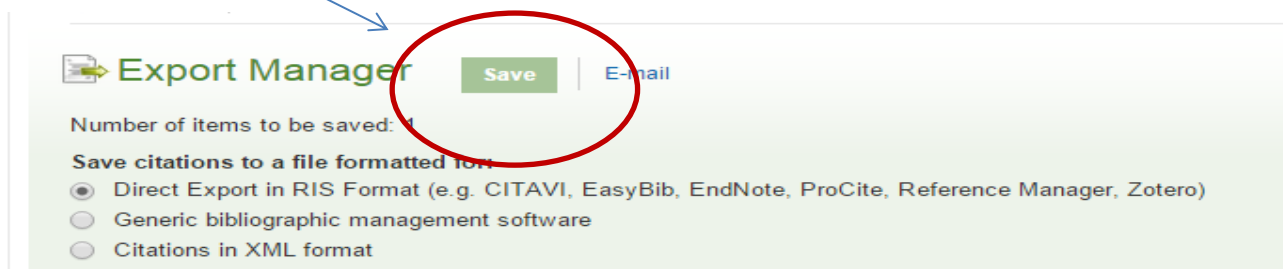 Export Manager Save E-mail
Number of items to be saved: 1
Save citations to a file formatted for:
Direct Export in RIS Format (e.g. CITAVI, EasyBib, EndNote, ProCite, Reference Manager, Zotero)
Generic bibliographic management software
Citations in XML format